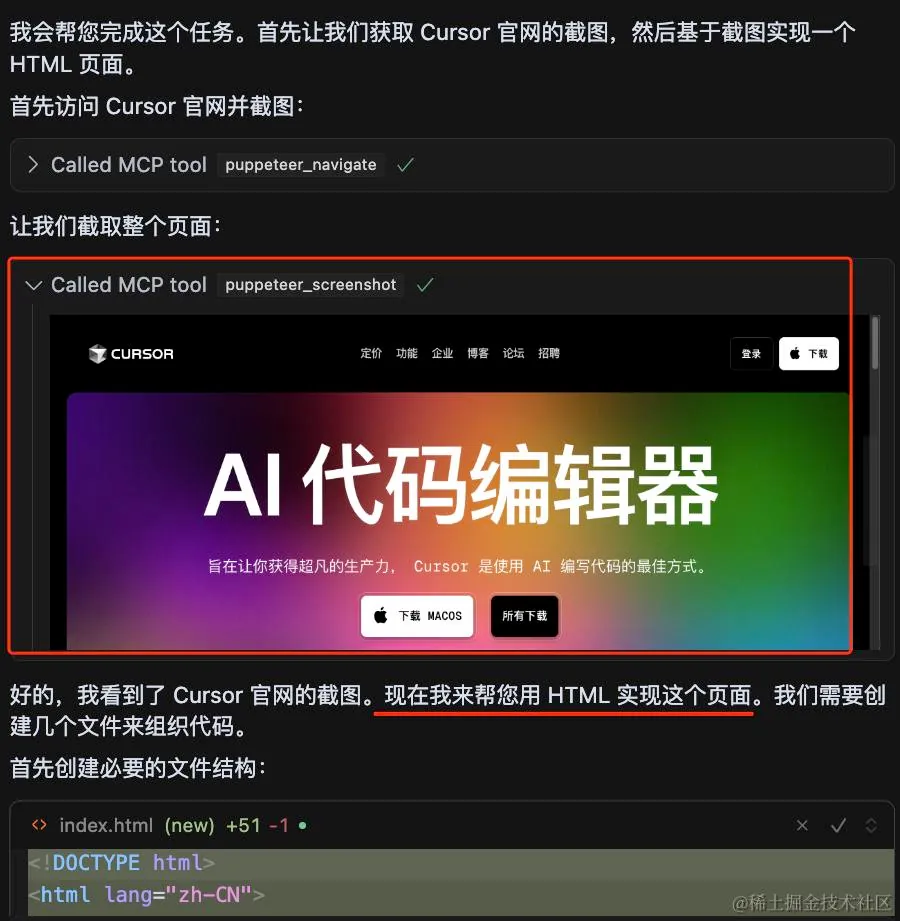 我会帮您完成这个任务。首先让我们获取 Cursor 官网的截图，然后基于截图实现一个
HTML 页面。
首先访问 Cursor 官网并截图：
Called MCP tool puppeteer_navigate
让我们截取整个页面：
Called MCP tool puppeteer_screenshot
CURSOR 定价 功能 企业 博客 论坛 招聘 登录 下载
AI 代码编辑器
旨在让你获得超凡的生产力， Cursor 是使用 AI 编写代码的最佳方式。
下载 MACOS 所有下载
好的，我看到了 Cursor 官网的截图。现在我来帮您用 HTML 实现这个页面。我们需要创
建几个文件来组织代码。
首先创建必要的文件结构：
<> index.html (new) +51 -1
<!DOCTYPE html>
<html lang="zh-CN">
@稀土掘金技术社区